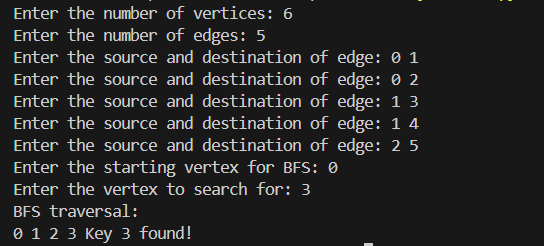 Enter the number of vertices: 6
Enter the number of edges: 5
Enter the source and destination of edge: 0 1
Enter the source and destination of edge: 0 2
Enter the source and destination of edge: 1 3
Enter the source and destination of edge: 1 4
Enter the source and destination of edge: 2 5
Enter the starting vertex for BFS: 0
Enter the vertex to search for: 3
BFS traversal:
0 1 2 3 Key 3 found!